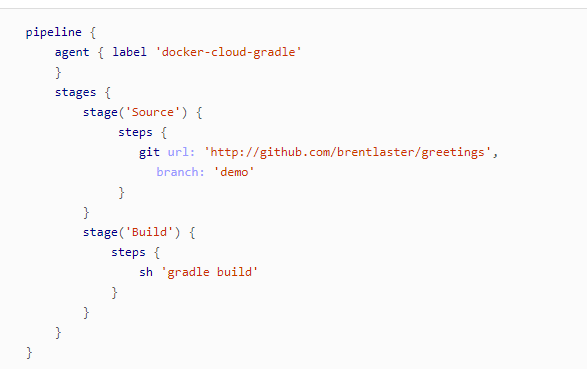 pipeline {
    agent { label 'docker-cloud-gradle'
    }
    stages {
        stage('Source') {
             steps {
                git url: 'http://github.com/brentlaster/greetings',
                   branch: 'demo'
             }
        }
        stage('Build') {
            steps {
                sh 'gradle build'
            }
        }
    }
}